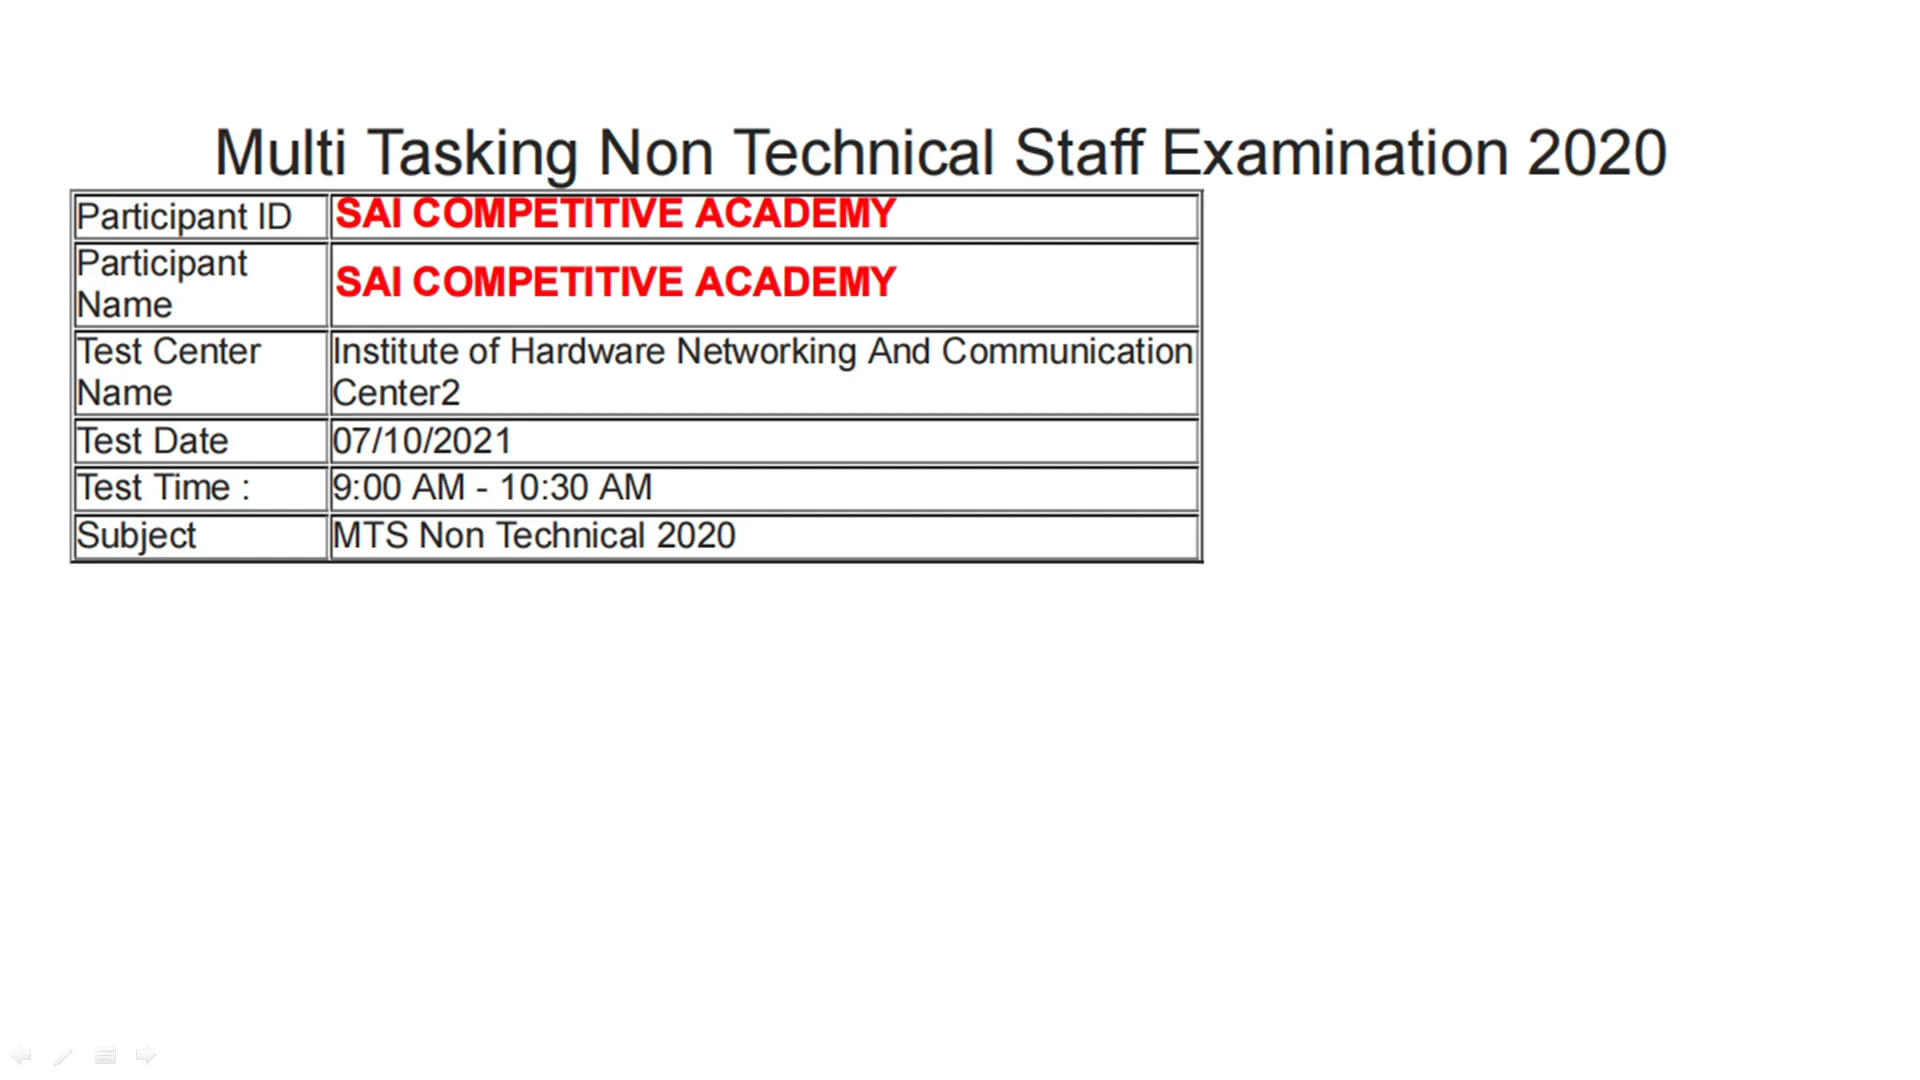 Multi Tasking Non Technical Staff Examination 2020
Participant ID SAI COMPETITIVE ACADEMY
Participant
Name
SAI COMPETITIVE ACADEMY
Test Center
Name
Institute of Hardware Networking And Communication
Center2
Test Date 07/10/2021
Test Time : 9:00 AM - 10:30 AM
Subject MTS Non Technical 2020